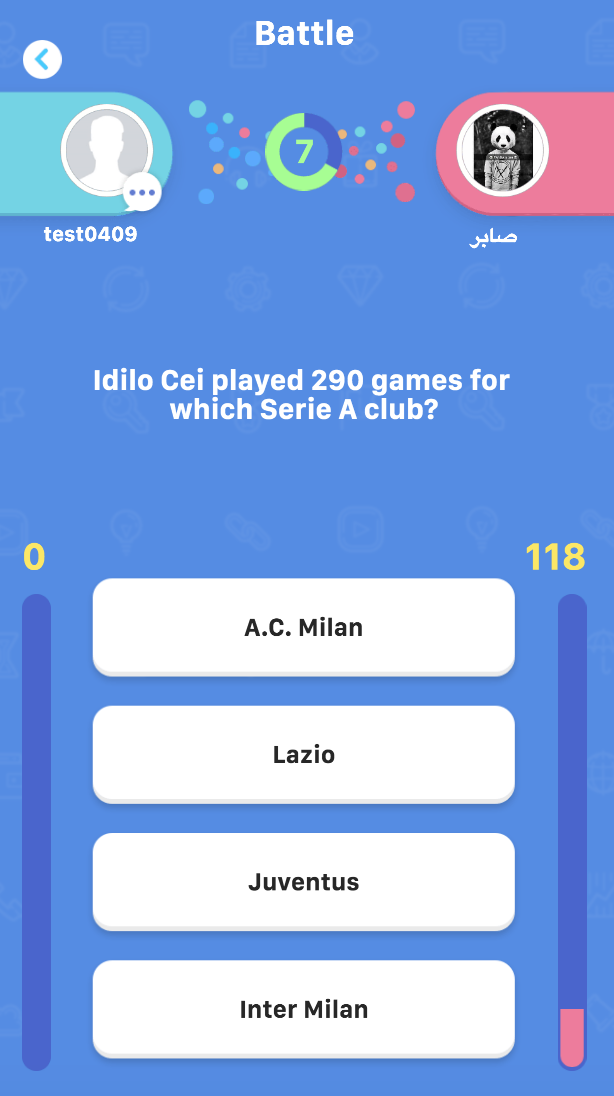 Battle
7
test0409
صابر
Idilo Cei played 290 games for
which Serie A club?
0
118
A.C. Milan
Lazio
Juventus
Inter Milan